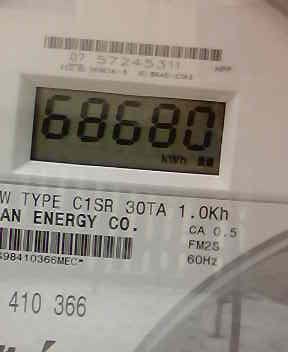 07 57245311
68680
kWh
W TYPE C1SR 30TA 1.0Kh
AN ENERGY CO.
CA 0.5
FM2S
498410366MEC*
60Hz
410 366